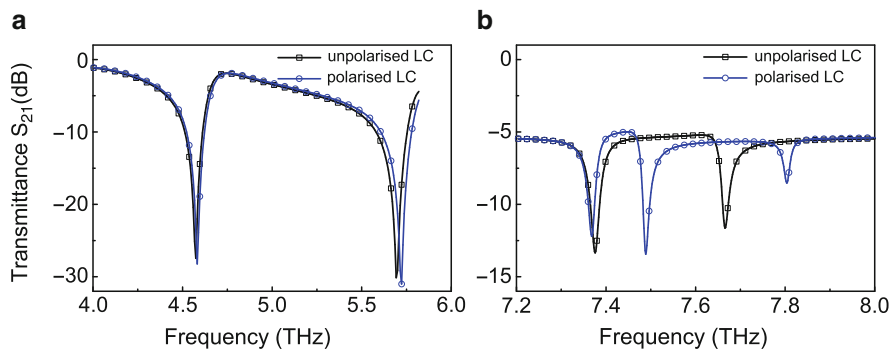 a
Transmittance S21(dB)
0
−10
−20
−30
4.0 4.5 5.0 5.5 6.0
Frequency (THz)
unpolarised LC
polarised LC
b
0
−5
−10
−15
7.2 7.4 7.6 7.8 8.0
Frequency (THz)
unpolarised LC
polarised LC